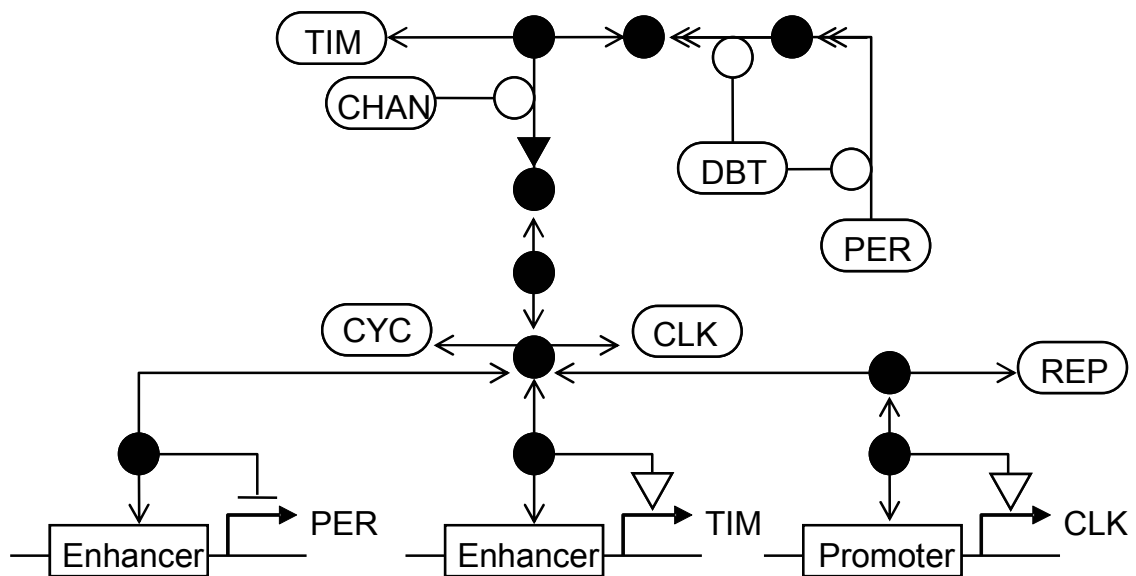 TIM
CHAN
DBT
PER
CYC
CLK
REP
PER
TIM
CLK
Enhancer
Enhancer
Promoter